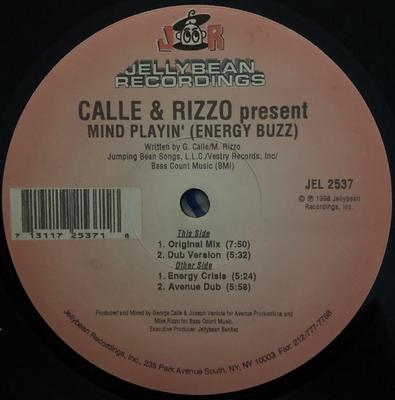 J R
JELLYBEAN
RECORDINGS
CALLE & RIZZO present
MIND PLAYIN' (ENERGY BUZZ)
Written by G. Calle/M. Rizzo
Jumping Bean Songs, L.L.C./Vestry Records, Inc/
Bass Count Music (BMI)
JEL 2537
© ℗ 1998 Jellybean
Recordings, Inc.
7 13117 25371 8
This Side
1. Original Mix (7:50)
2. Dub Version (5:32)
Other Side
1. Energy Crisis (5:24)
2. Avenue Dub (5:58)
Produced and Mixed by George Calle & Joseph Ventola for Avenue Productions and
Mike Rizzo for Bass Count Music.
Executive Producer: Jellybean Benitez
Jellybean Recordings, Inc., 235 Park Avenue South, NY, NY 10003 Fax: 212-777-7788